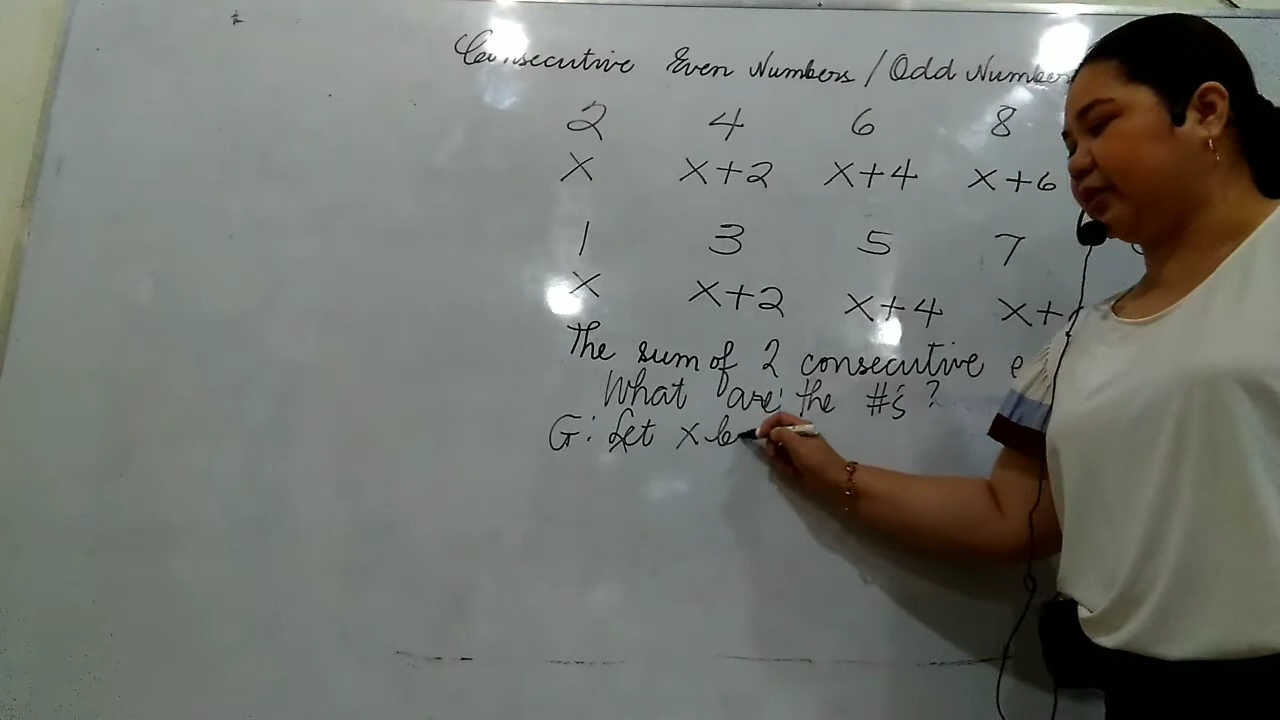 Consecutive Even Numbers / Odd Number
2 4 6 8
x x+2 x+4 x+6
1 3 5 7
x x+2 x+4 x+
The sum of 2 consecutive e
What are the #'s ?
G: Let x be